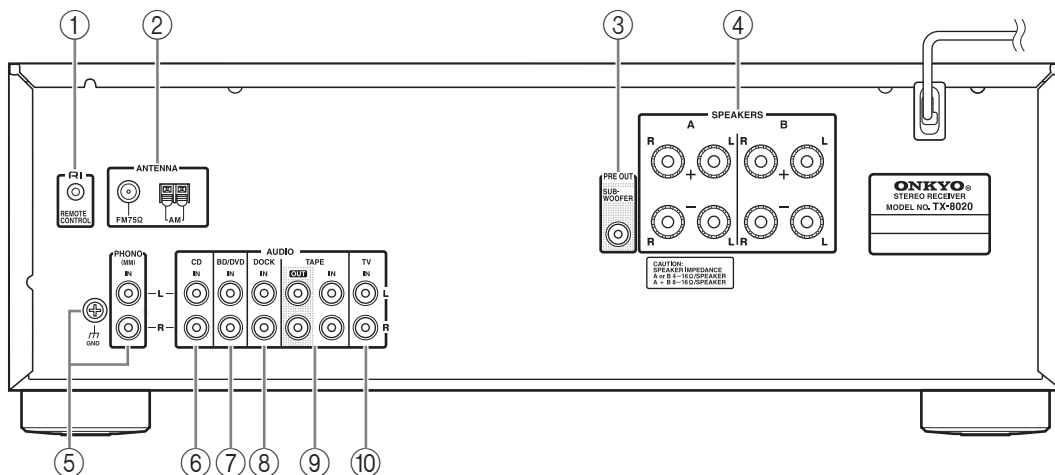 ① ② ③ ④
RI
REMOTE
CONTROL
ANTENNA
FM75Ω
AM
PRE OUT
SUB-
WOOFER
SPEAKERS
A B
R L R L
+ +
− −
R L R L
CAUTION:
SPEAKER IMPEDANCE
A or B 4~16Ω/SPEAKER
A + B 8~16Ω/SPEAKER
ONKYO®
STEREO RECEIVER
MODEL NO. TX-8020
PHONO
(MM)
IN
GND
L
R
AUDIO
CD BD/DVD DOCK TAPE TV
IN IN IN OUT IN IN
L
R
⑤ ⑥ ⑦ ⑧ ⑨ ⑩